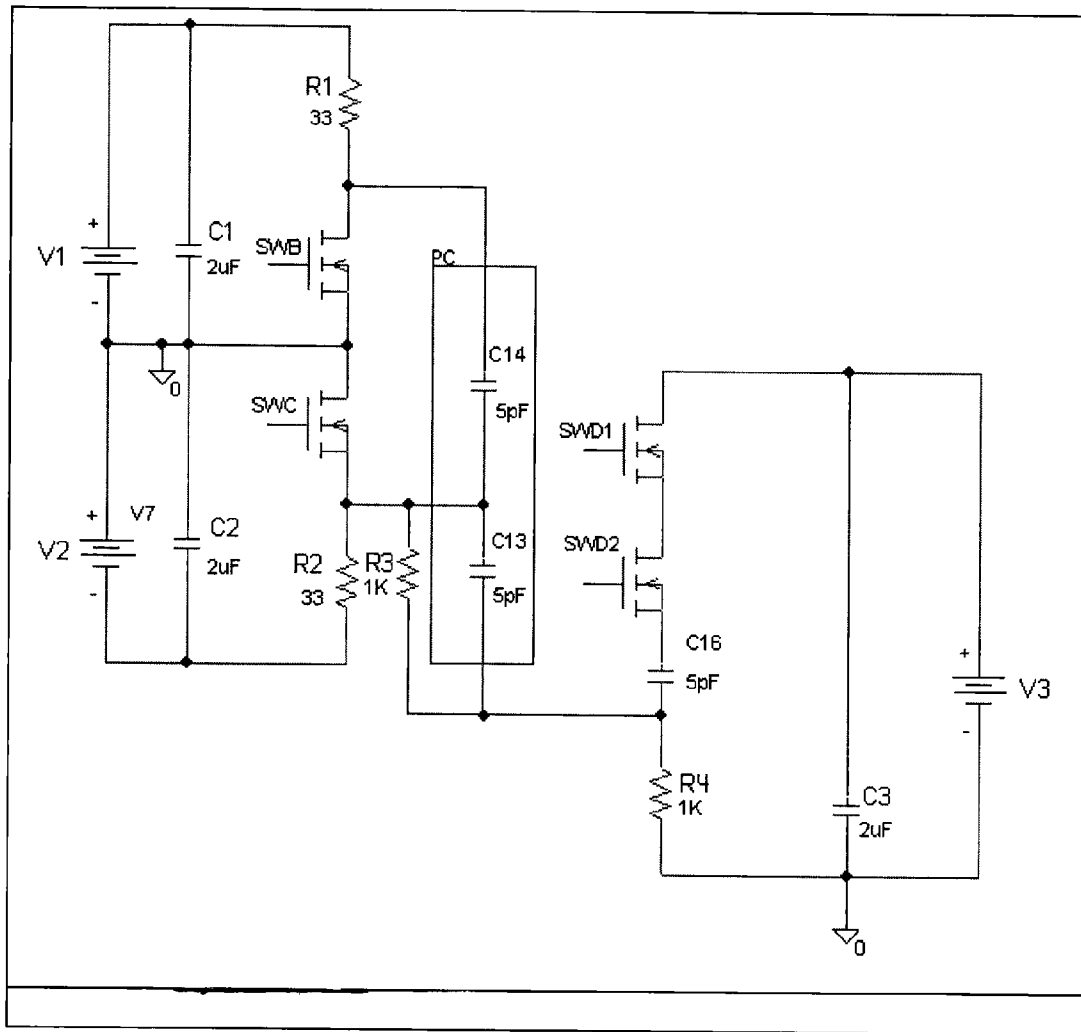 R1
33
+
V1
-
C1
2uF
SWB
PC
0
C14
5pF
SWC
SWD1
+
V7
V2
-
C2
2uF
R2
33
R3
1K
C13
5pF
SWD2
C16
5pF
+
V3
-
R4
1K
C3
2uF
0